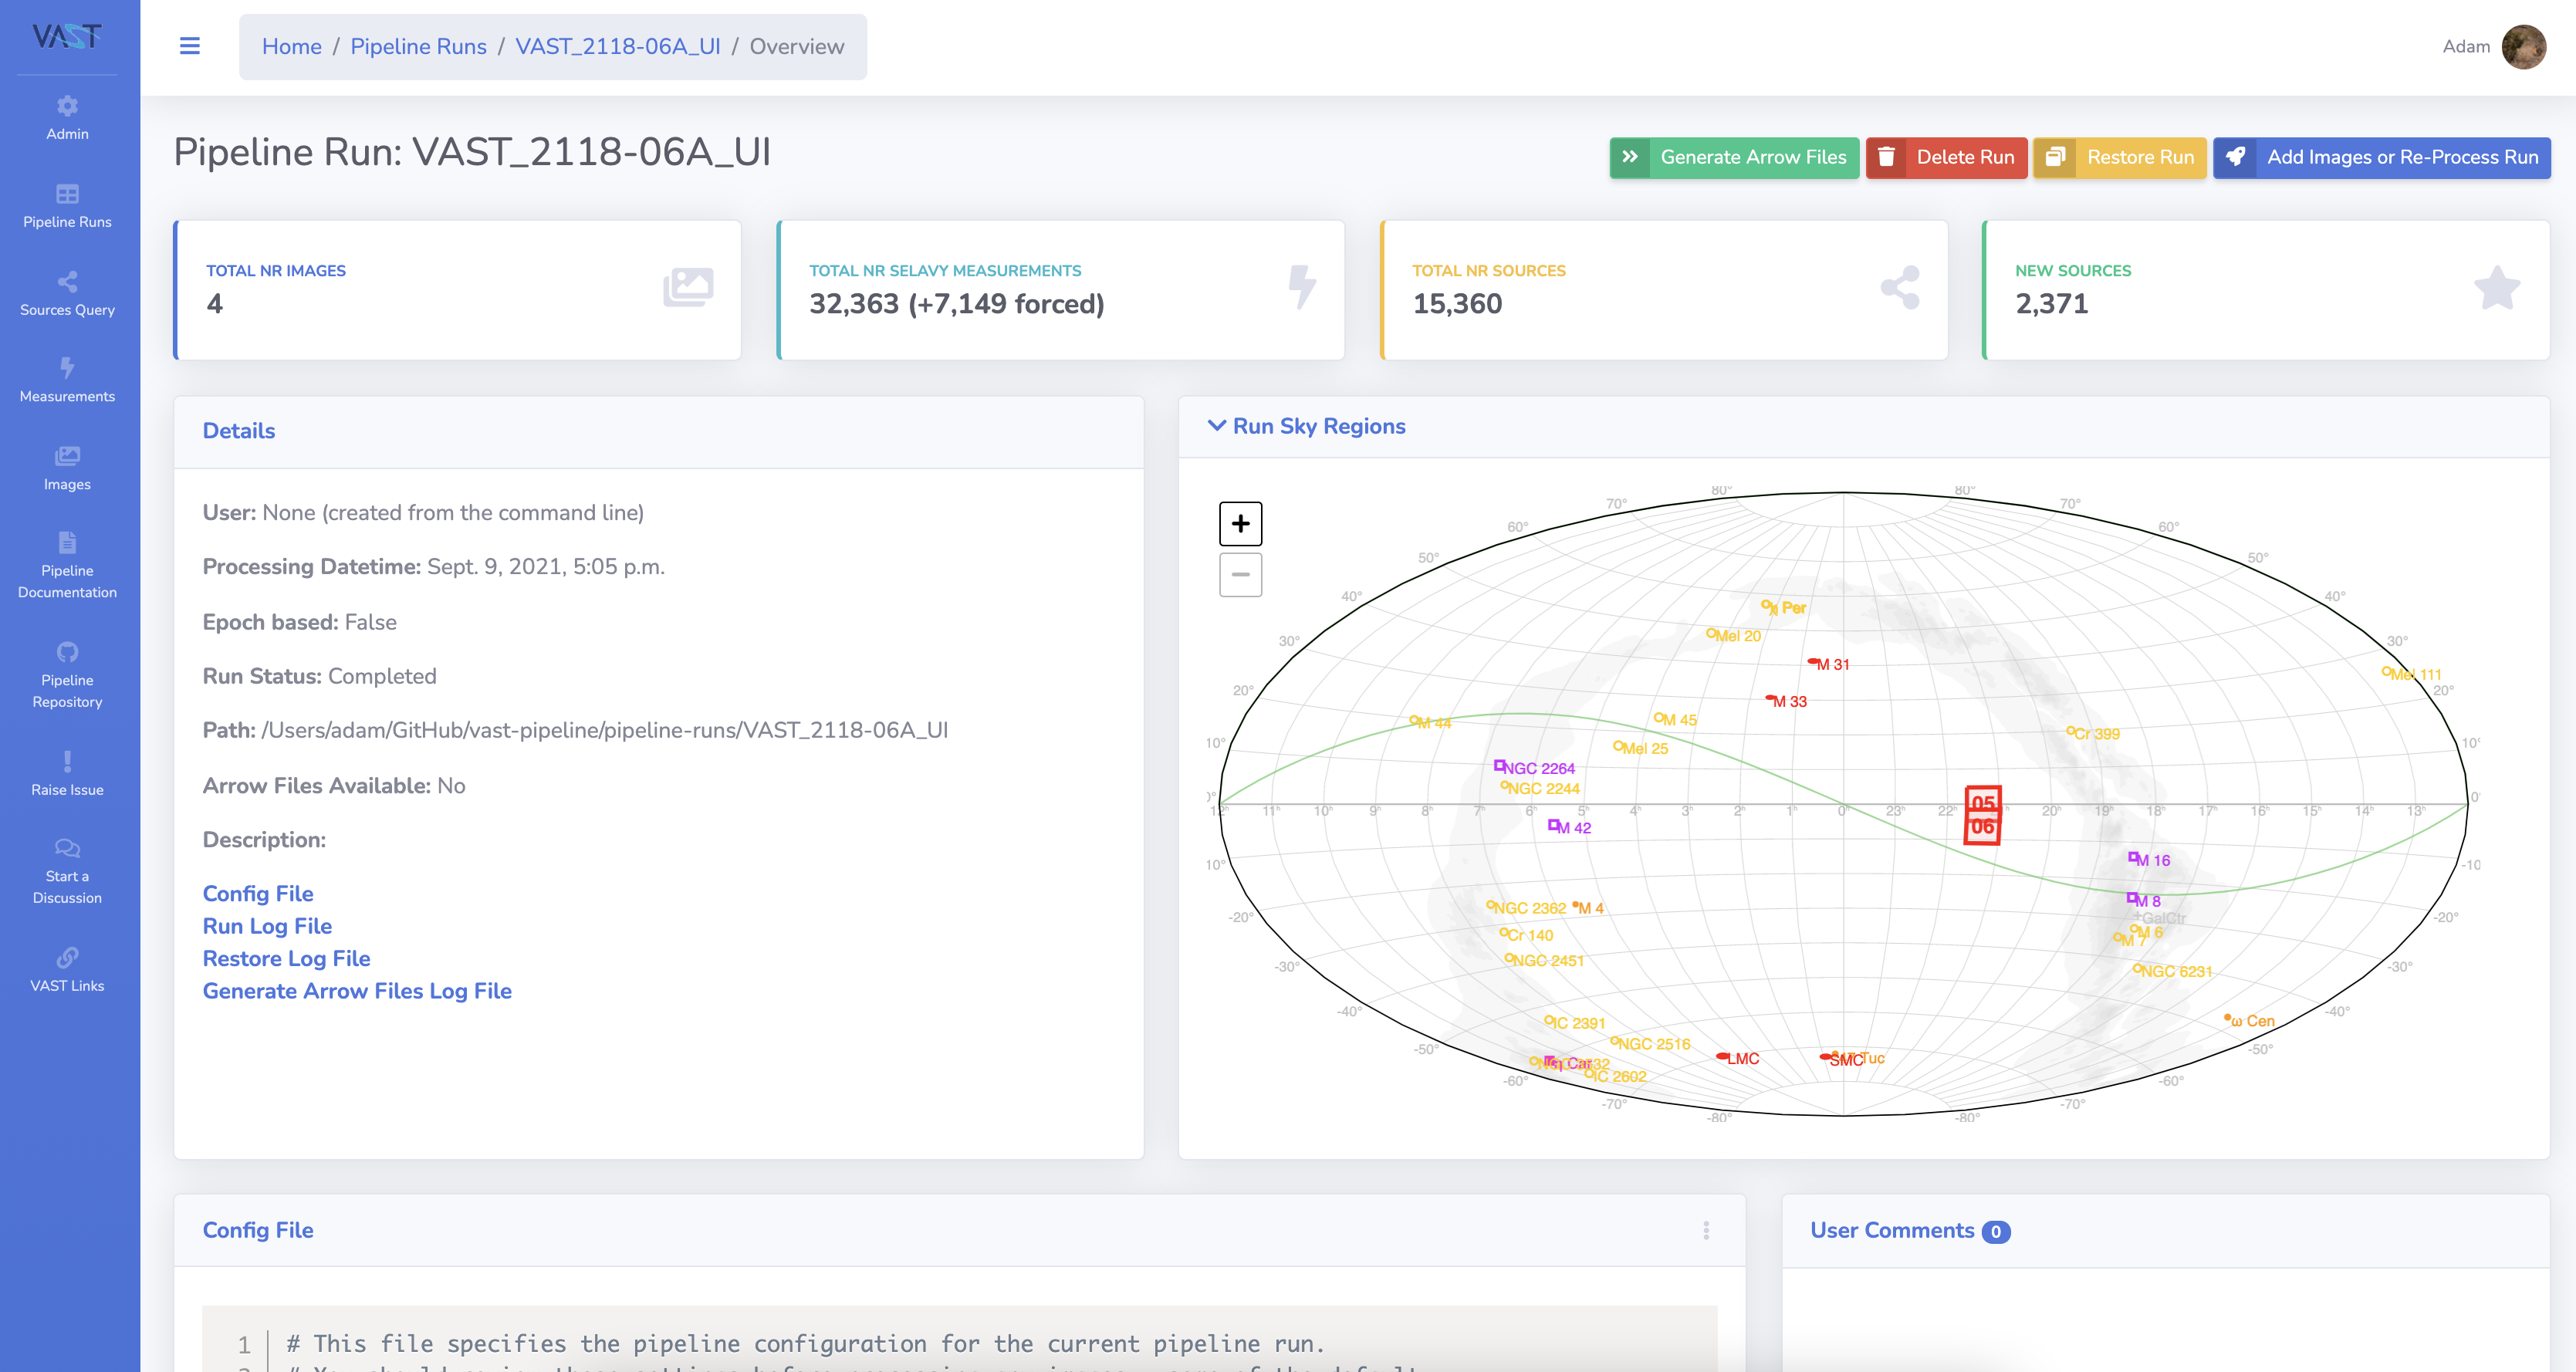 VAST
Home / Pipeline Runs / VAST_2118-06A_UI / Overview
Adam
Admin
Pipeline Runs
Sources Query
Measurements
Images
Pipeline
Documentation
Pipeline
Repository
Raise Issue
Start a
Discussion
VAST Links
Pipeline Run: VAST_2118-06A_UI
Generate Arrow Files
Delete Run
Restore Run
Add Images or Re-Process Run
TOTAL NR IMAGES
4
TOTAL NR SELAVY MEASUREMENTS
32,363 (+7,149 forced)
TOTAL NR SOURCES
15,360
NEW SOURCES
2,371
Details
User: None (created from the command line)
Processing Datetime: Sept. 9, 2021, 5:05 p.m.
Epoch based: False
Run Status: Completed
Path: /Users/adam/GitHub/vast-pipeline/pipeline-runs/VAST_2118-06A_UI
Arrow Files Available: No
Description:
Config File
Run Log File
Restore Log File
Generate Arrow Files Log File
Run Sky Regions
+
−
80° 80°
70° 70°
60° 60°
50° 50°
40° 40°
χ Per
Mel 20
30° 30°
M 31
Mel 111
20° 20°
M 33
M 44
M 45
Cr 399
10° 10°
Mel 25
NGC 2264
NGC 2244
05
12h 11h 10h 9h 8h 7h 6h 5h 4h 3h 2h 1h 0h 23 22 20 19h 18h 17h 16h 15h 14h 13h
06
M 42
M 16
10° -10
M 8
NGC 2362
M 4
-20° -20°
GalCtr
M 6
M 7
Cr 140
NGC 2451
-30° -30°
NGC 6231
-40° -40°
ω Cen
IC 2391
NGC 2516
-50° -50°
LMC
SMC
Tuc
IC 2602
-60° -60°
-70° -70°
-80° -80°
Config File
User Comments 0
1 # This file specifies the pipeline configuration for the current pipeline run.